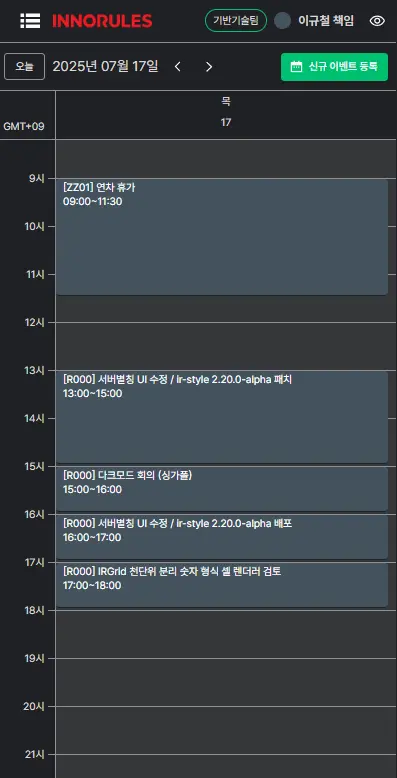 INNORULES
기반기술팀
이규철 책임
오늘
2025년 07월 17일
신규 이벤트 등록
목
GMT+09
17
9시
[ZZ01] 연차 휴가
09:00~11:30
10시
11시
12시
13시
[R000] 서버별칭 UI 수정 / ir-style 2.20.0-alpha 패치
13:00~15:00
14시
15시
[R000] 다크모드 회의 (싱가폴)
15:00~16:00
16시
[R000] 서버별칭 UI 수정 / ir-style 2.20.0-alpha 배포
16:00~17:00
17시
[R000] IRGrid 천단위 분리 숫자 형식 셀 렌더러 검토
17:00~18:00
18시
19시
20시
21시